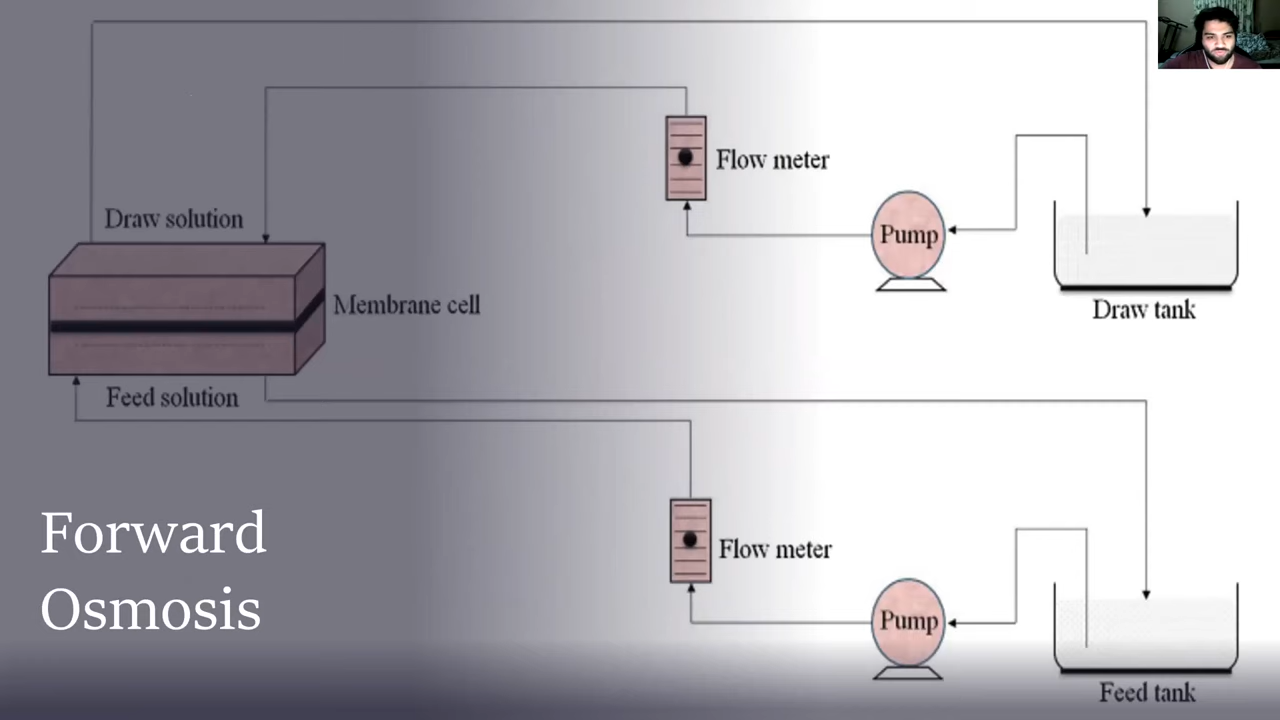 Flow meter
Draw solution
Pump
Membrane cell
Draw tank
Feed solution
Forward
Osmosis
Flow meter
Pump
Feed tank